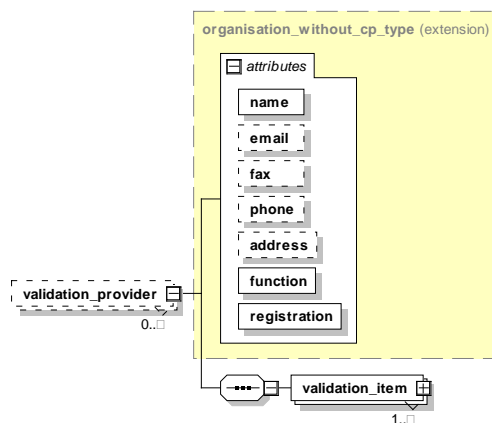 organisation_without_cp_type (extension)
attributes
name
email
fax
phone
address
function
registration
validation_provider
0..□
validation_item
1..□